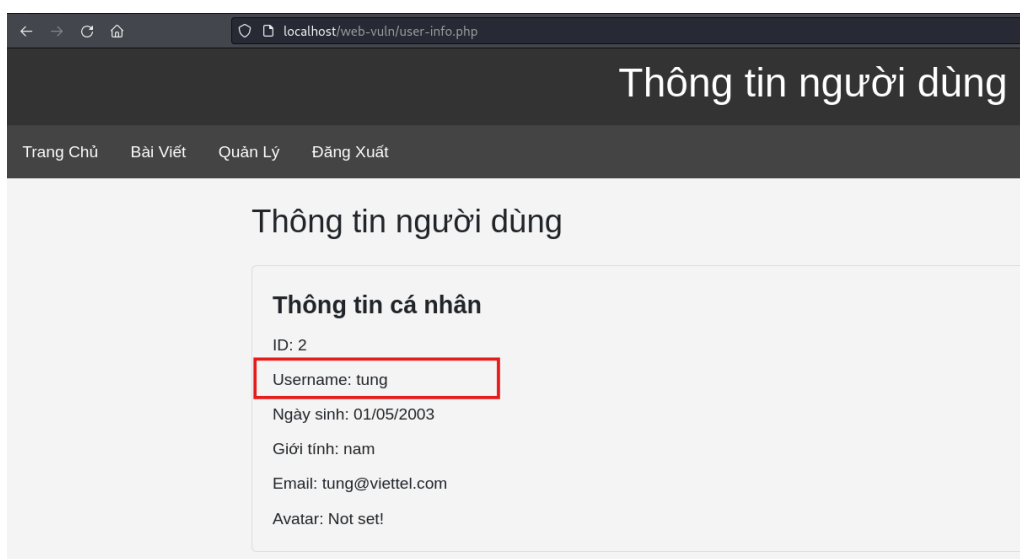 localhost/web-vuln/user-info.php
Thông tin người dùng
Trang Chủ Bài Viết Quản Lý Đăng Xuất
Thông tin người dùng
Thông tin cá nhân
ID: 2
Username: tung
Ngày sinh: 01/05/2003
Giới tính: nam
Email: tung@viettel.com
Avatar: Not set!